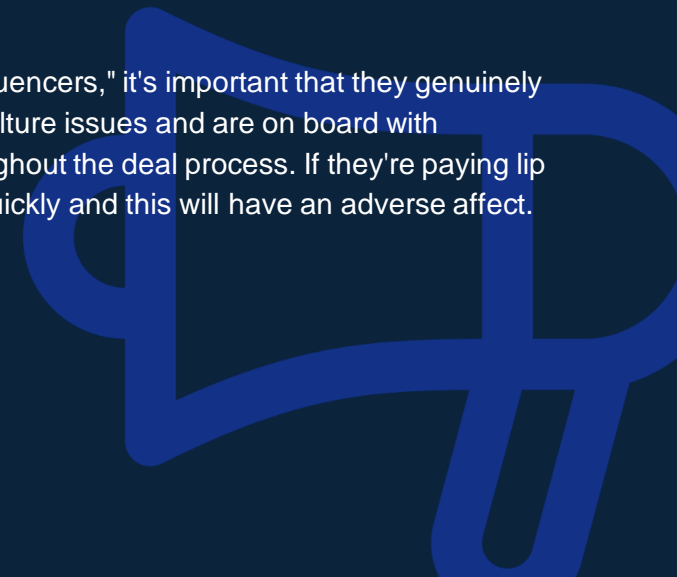 uencers," it's important that they genuinely
lture issues and are on board with
ghout the deal process. If they're paying lip
uickly and this will have an adverse affect.